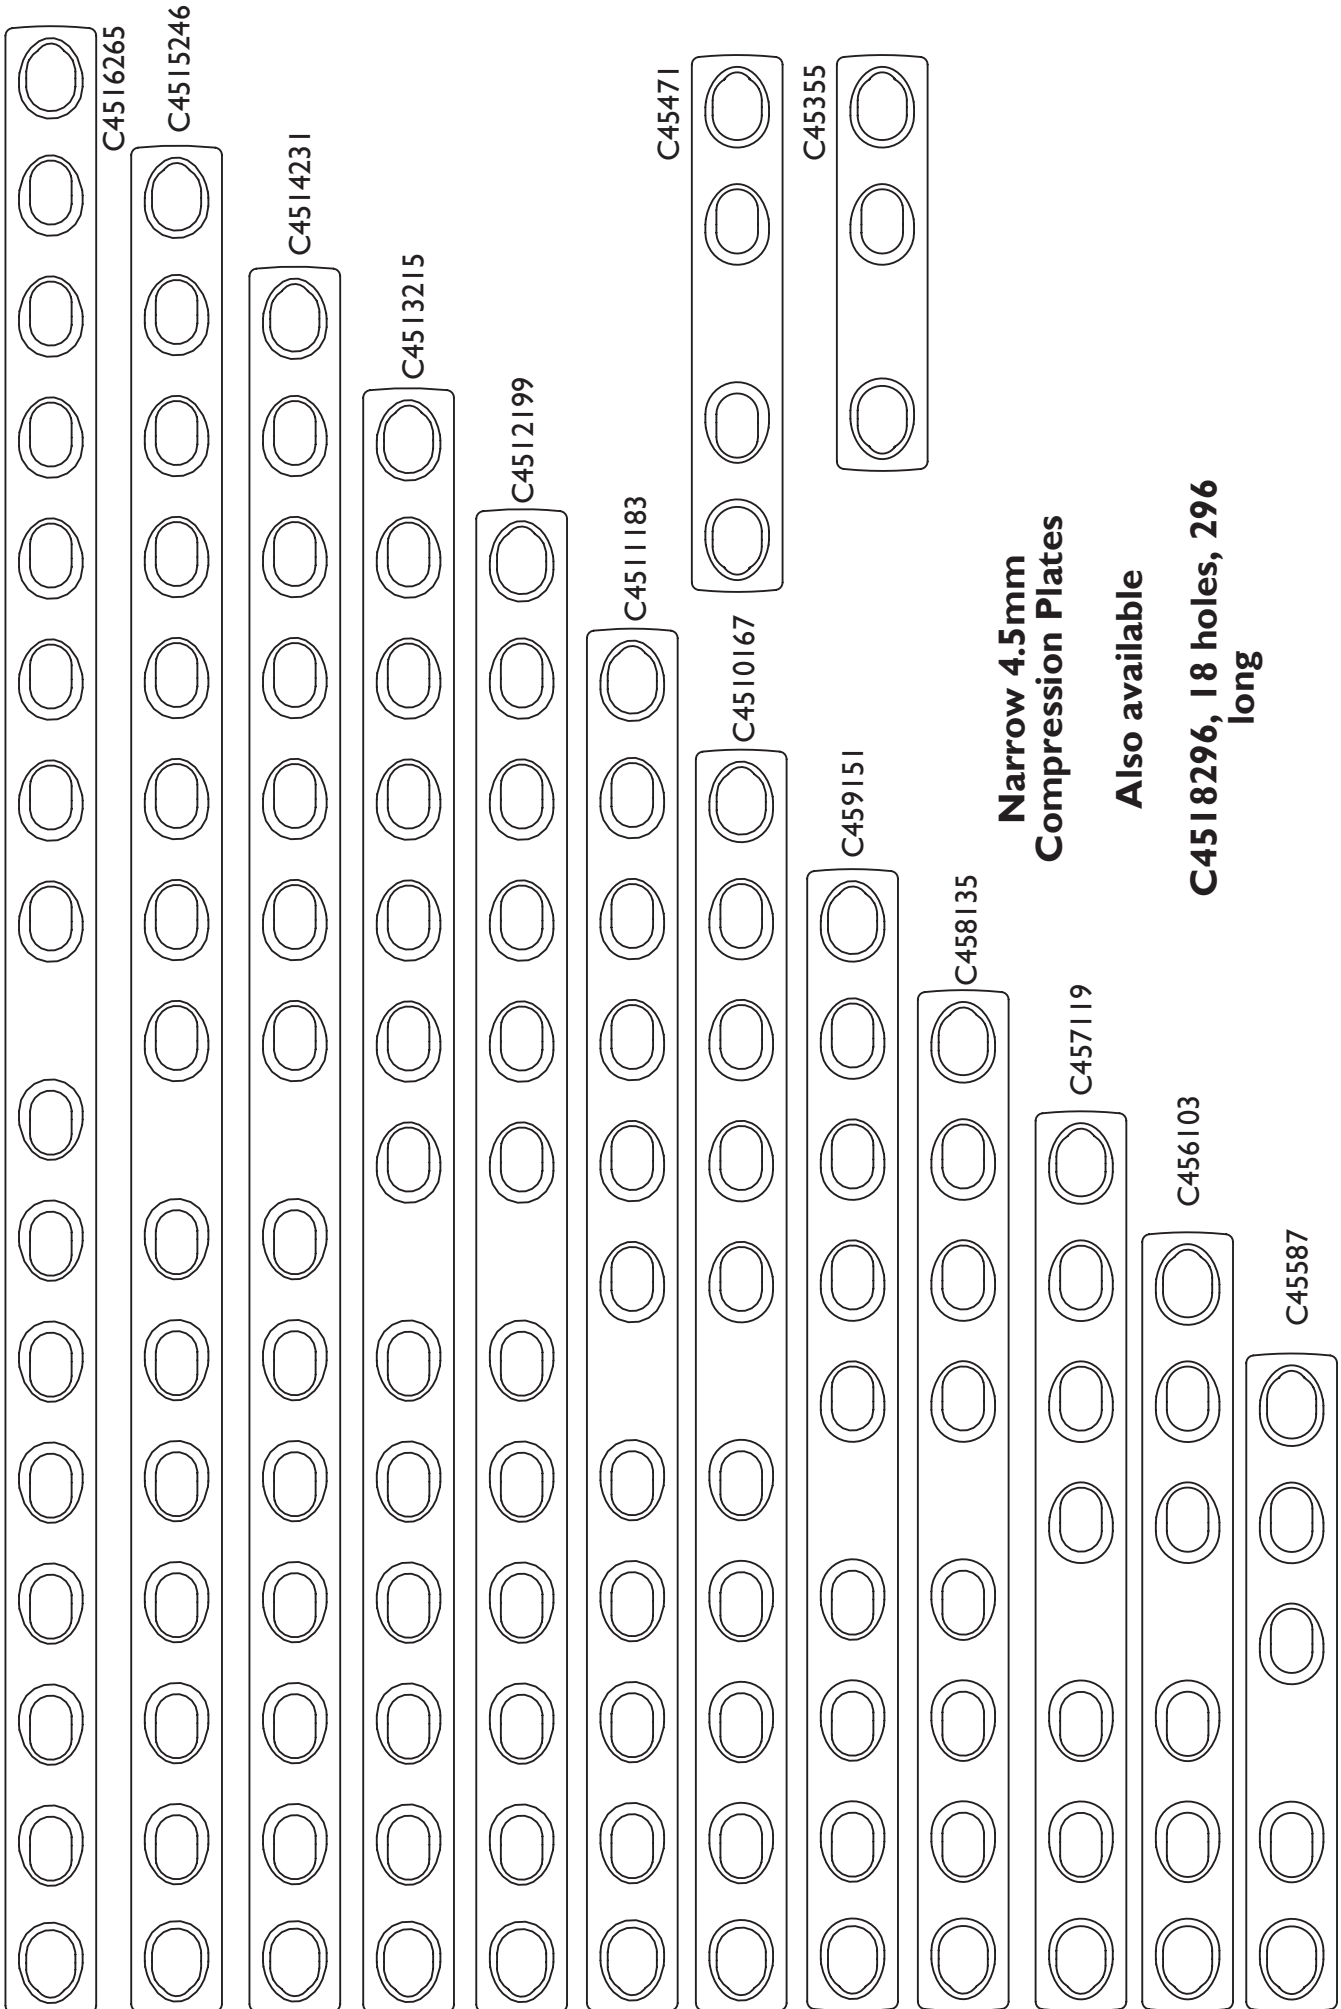 C4516265
C4515246
C4514231
C4513215
C4512199
C4511183
C45471
C45355
C4510167
C459151
C458135
C457119
C456103
C45587
Narrow 4.5mm
Compression Plates
Also available
C4518296, 18 holes, 296
long